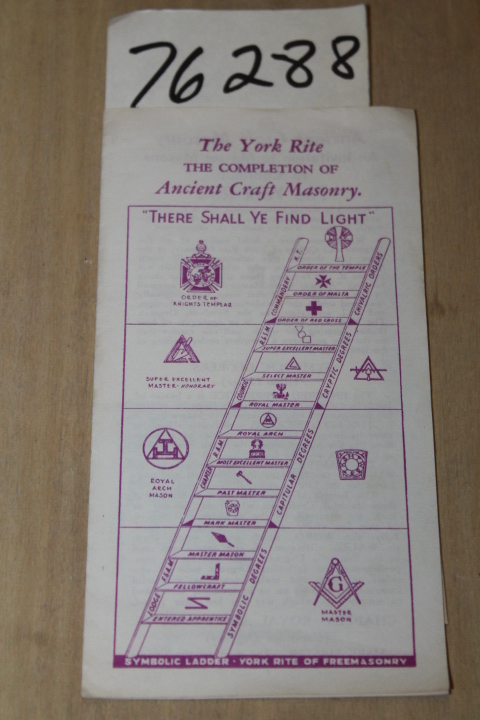 76288
The York Rite
THE COMPLETION OF
Ancient Craft Masonry.
"THERE SHALL YE FIND LIGHT"
K.T.
ORDER OF THE TEMPLE
ORDER OF MALTA
ORDER OF RED CROSS
COMMANDERY
CHIVALRIC ORDERS
ORDER OF
KNIGHTS TEMPLAR
SUPER EXCELLENT MASTER
SELECT MASTER
ROYAL MASTER
COUNCIL
CRYPTIC DEGREES
SUPER EXCELLENT
MASTER-HONORARY
ROYAL ARCH
MOST EXCELLENT MASTER
PAST MASTER
MARK MASTER
CHAPTER R.A.M.
CAPITULAR DEGREES
ROYAL
ARCH
MASON
MASTER MASON
FELLOWCRAFT
ENTERED APPRENTICE
LODGE F.&A.M.
SYMBOLIC DEGREES
G
MASTER
MASON
SYMBOLIC LADDER · YORK RITE OF FREEMASONRY